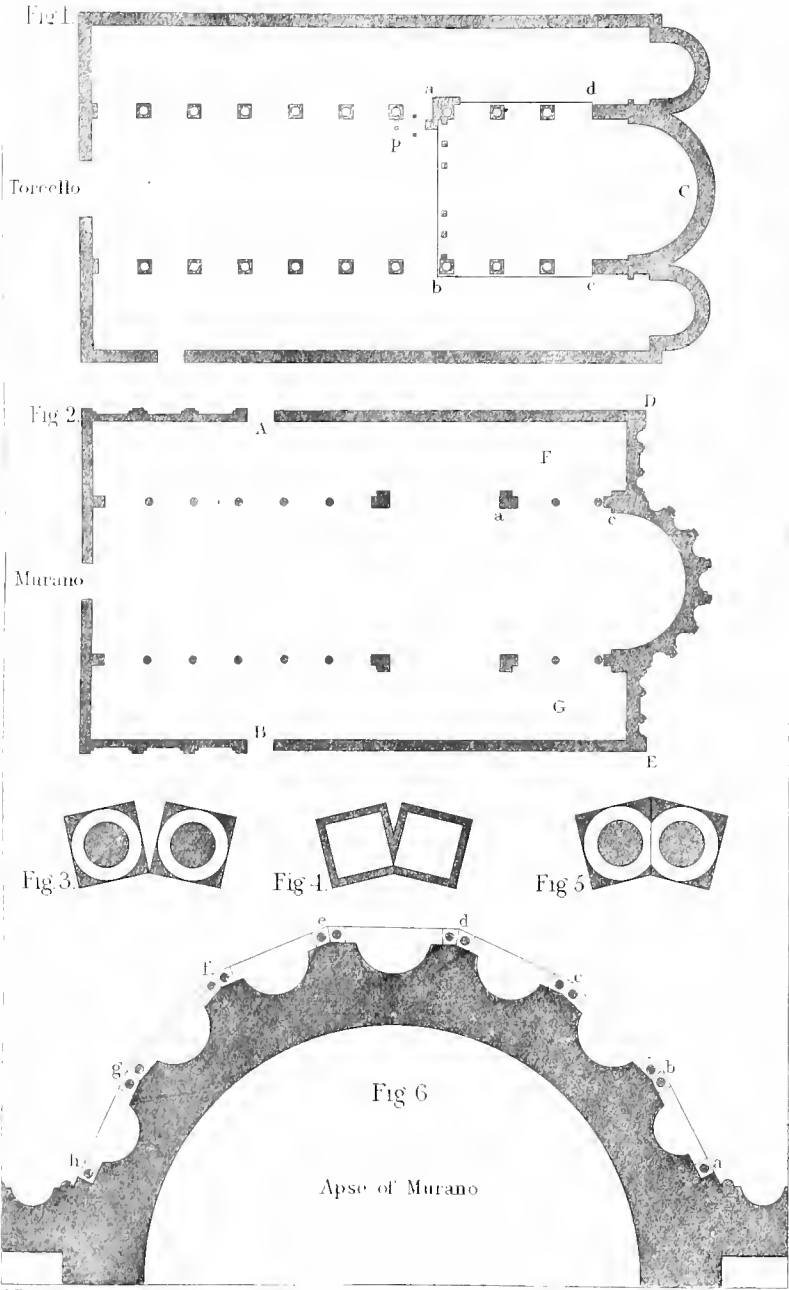 Fig 1.
a
d
P
Torcello
C
b
c
Fig 2.
A
D
F
a
c
Murano
G
B
E
Fig. 3.
Fig 4.
Fig 5
e
d
f
c
g
b
Fig 6
h
a
Apse of Murano